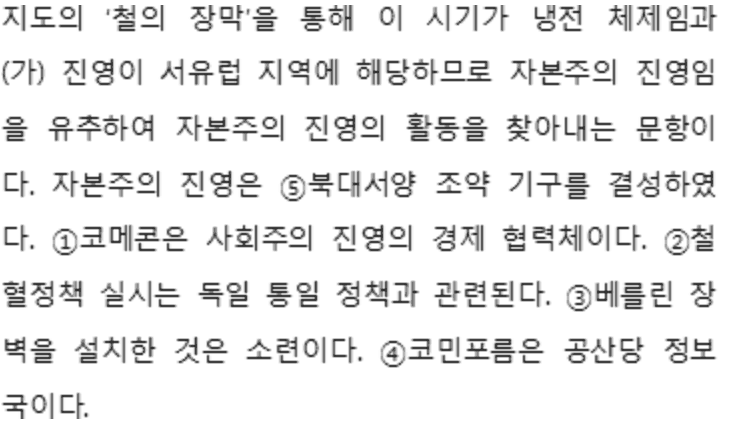 지도의 '철의 장막'을 통해 이 시기가 냉전 체제임과
(가) 진영이 서유럽 지역에 해당하므로 자본주의 진영임
을 유추하여 자본주의 진영의 활동을 찾아내는 문항이
다. 자본주의 진영은 ⑤북대서양 조약 기구를 결성하였
다. ①코메콘은 사회주의 진영의 경제 협력체이다. ②철
혈정책 실시는 독일 통일 정책과 관련된다. ③베를린 장
벽을 설치한 것은 소련이다. ④코민포름은 공산당 정보
국이다.